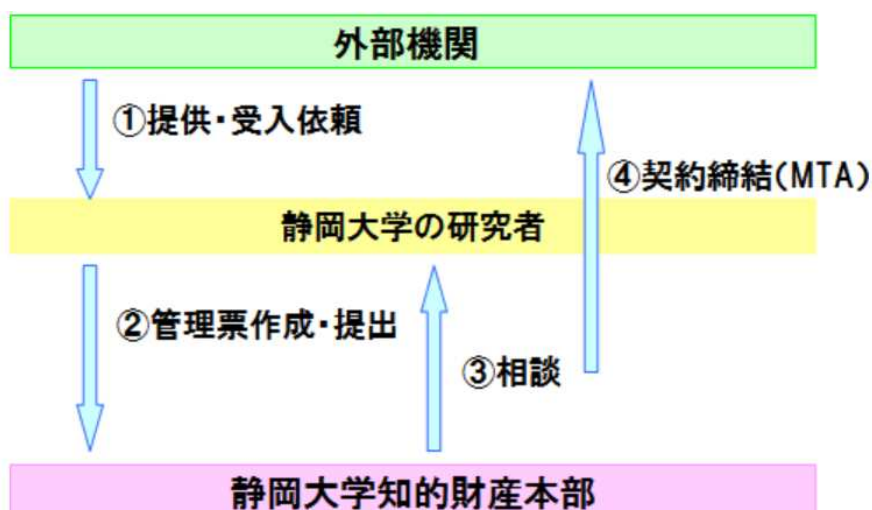 外部機関
①提供・受入依頼
④契約締結(MTA)
静岡大学の研究者
②管理票作成・提出
③相談
静岡大学知的財産本部